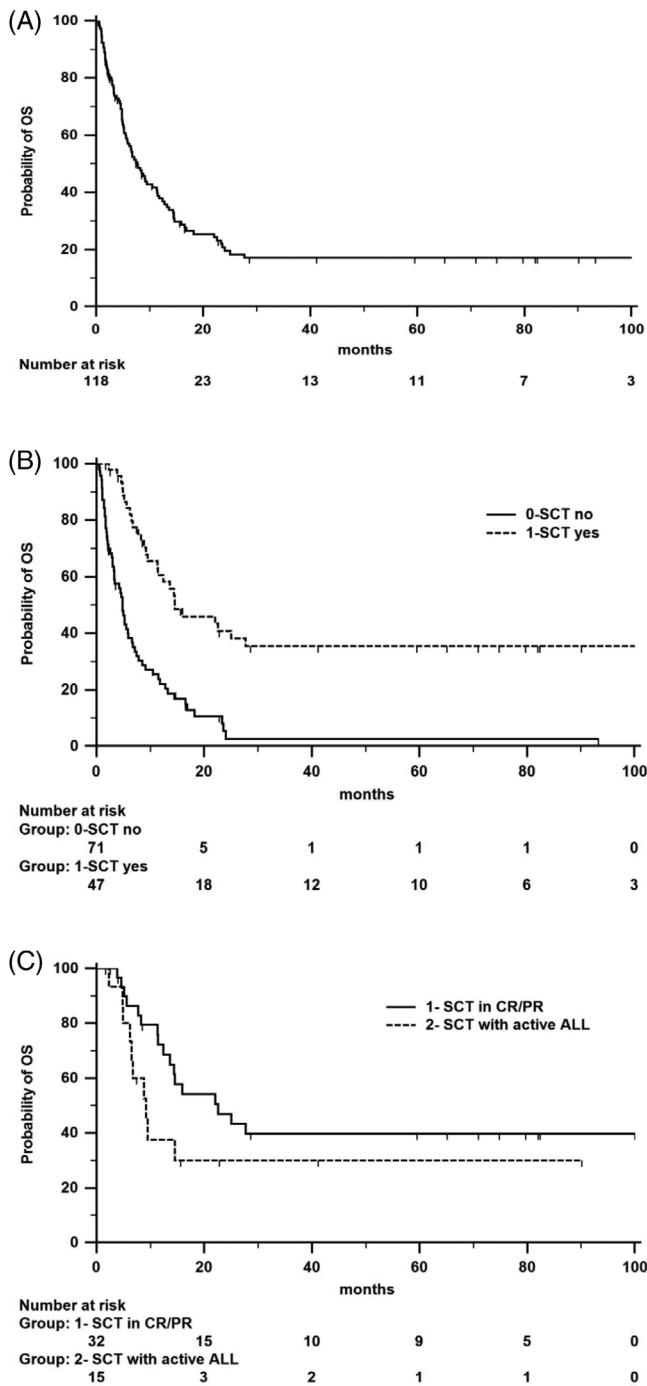 (A)
Probability of OS
100
80
60
40
20
0
0 20 40 60 80 100
months
Number at risk
118 23 13 11 7 3
(B)
Probability of OS
100
80
60
40
20
0
0-SCT no
1-SCT yes
0 20 40 60 80 100
months
Number at risk
Group: 0-SCT no
71 5 1 1 1 0
Group: 1-SCT yes
47 18 12 10 6 3
(C)
Probability of OS
100
80
60
40
20
0
1- SCT in CR/PR
2- SCT with active ALL
0 20 40 60 80 100
months
Number at risk
Group: 1- SCT in CR/PR
32 15 10 9 5 0
Group: 2- SCT with active ALL
15 3 2 1 1 0